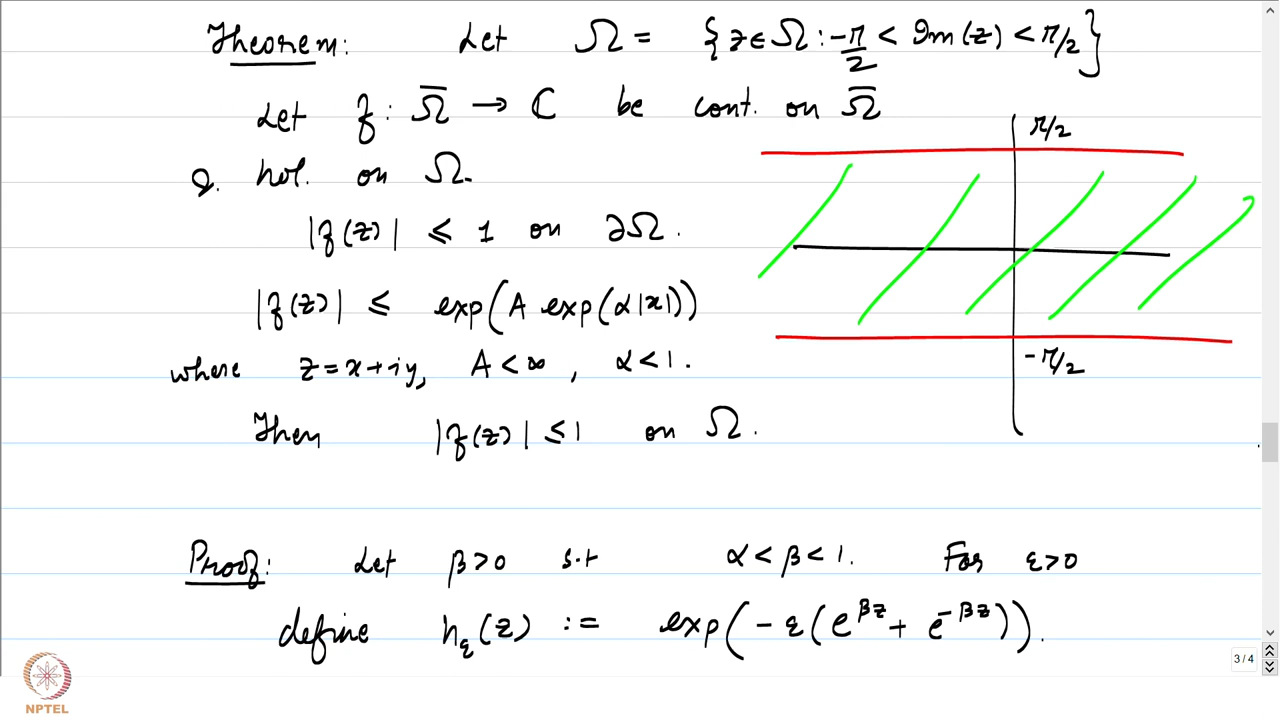 Theorem: Let Ω = {z ∈ Ω : -π/2 < Im(z) < π/2}
Let f : Ω̄ → ℂ be cont. on Ω̄
& hol. on Ω.
|f(z)| ≤ 1 on ∂Ω.
|f(z)| ≤ exp(A exp(α|x|))
where z = x+iy, A < ∞, α < 1.
Then |f(z)| ≤ 1 on Ω.
π/2
-π/2
Proof: Let β > 0 s.t α < β < 1. For ε > 0
define h_ε(z) := exp(-ε(e^{βz} + e^{-βz})).
3 / 4
NPTEL